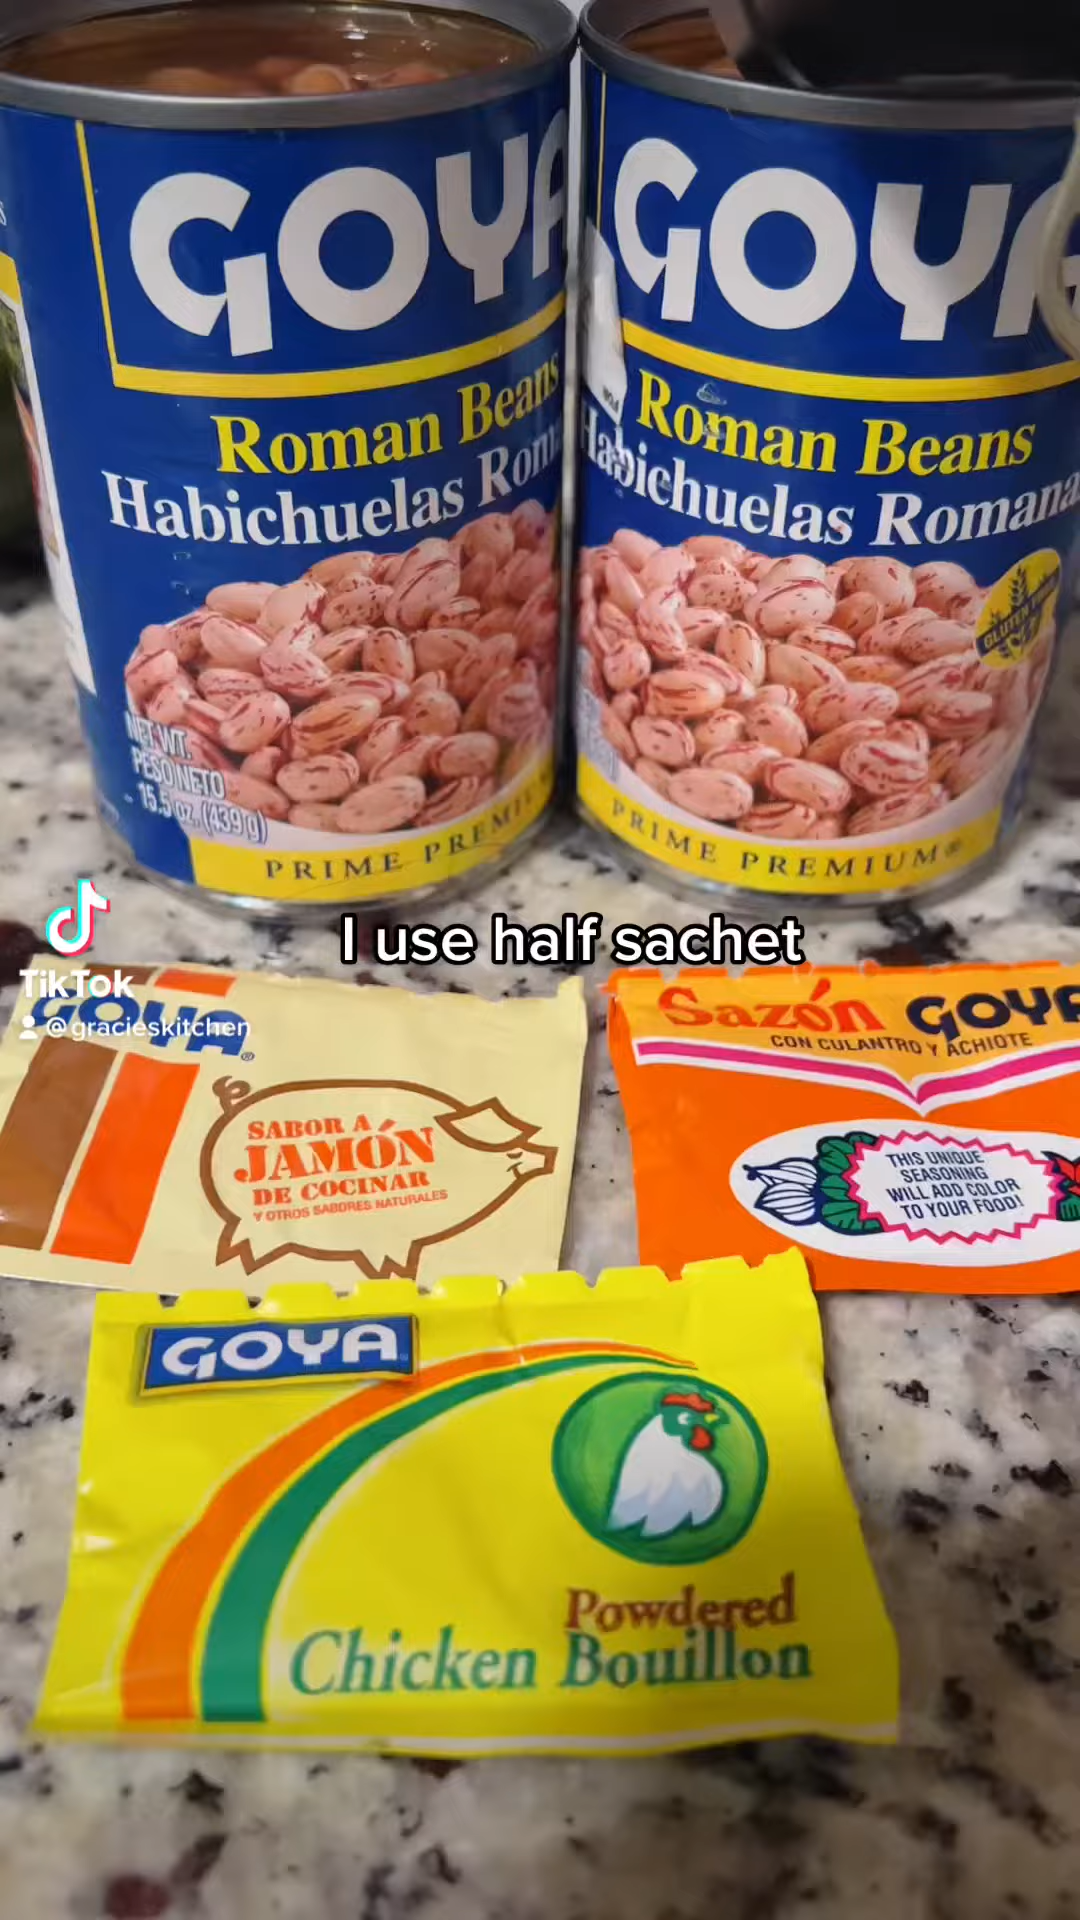 GOYA
Roman Beans
Habichuelas
NET WT.
PESO NETO
15.5 oz. (439 g)
PRIME
GOYA
Roman Beans
Habichuelas Romana
GLUTEN
PRIME PREMIUM®
I use half sachet
TikTok
@gracieskitchen
GOYA®
SABOR A
JAMÓN
DE COCINAR
Y OTROS SABORES NATURALES
Sazón GOYA
CON CULANTRO Y ACHIOTE
THIS UNIQUE
SEASONING
WILL ADD COLOR
TO YOUR FOOD!
GOYA
Powdered
Chicken Bouillon